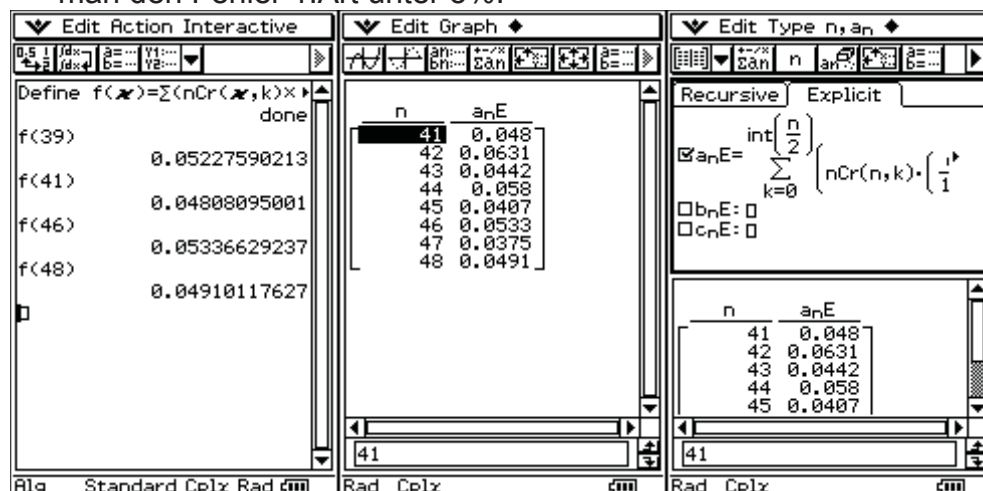 man den Fehler 1.Art unter 5%.
Edit Action Interactive
Define f(x)=Σ(nCr(x,k)×
done
f(39)
0.05227590213
f(41)
0.04808095001
f(46)
0.05336629237
f(48)
0.04910117627
Alg Standard Cplx Rad
Edit Graph
n anE
41 0.048
42 0.0631
43 0.0442
44 0.058
45 0.0407
46 0.0533
47 0.0375
48 0.0491
41
Rad Cplx
Edit Type n,an
Recursive Explicit
anE= int(n/2) Σ k=0 (nCr(n,k)·(
bnE:
cnE:
n anE
41 0.048
42 0.0631
43 0.0442
44 0.058
45 0.0407
41
Rad Cplx